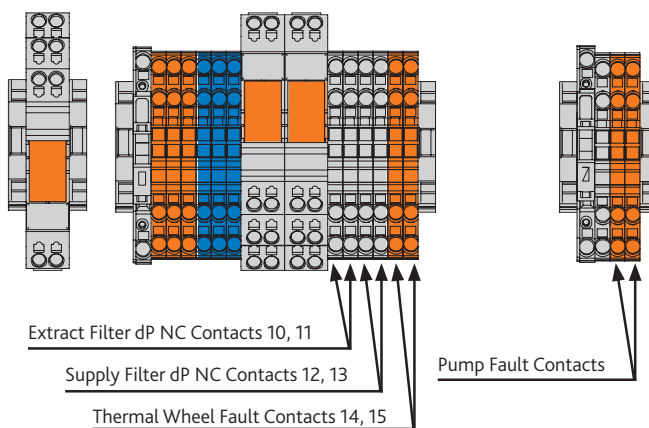 Extract Filter dP NC Contacts 10, 11
Supply Filter dP NC Contacts 12, 13
Pump Fault Contacts
Thermal Wheel Fault Contacts 14, 15